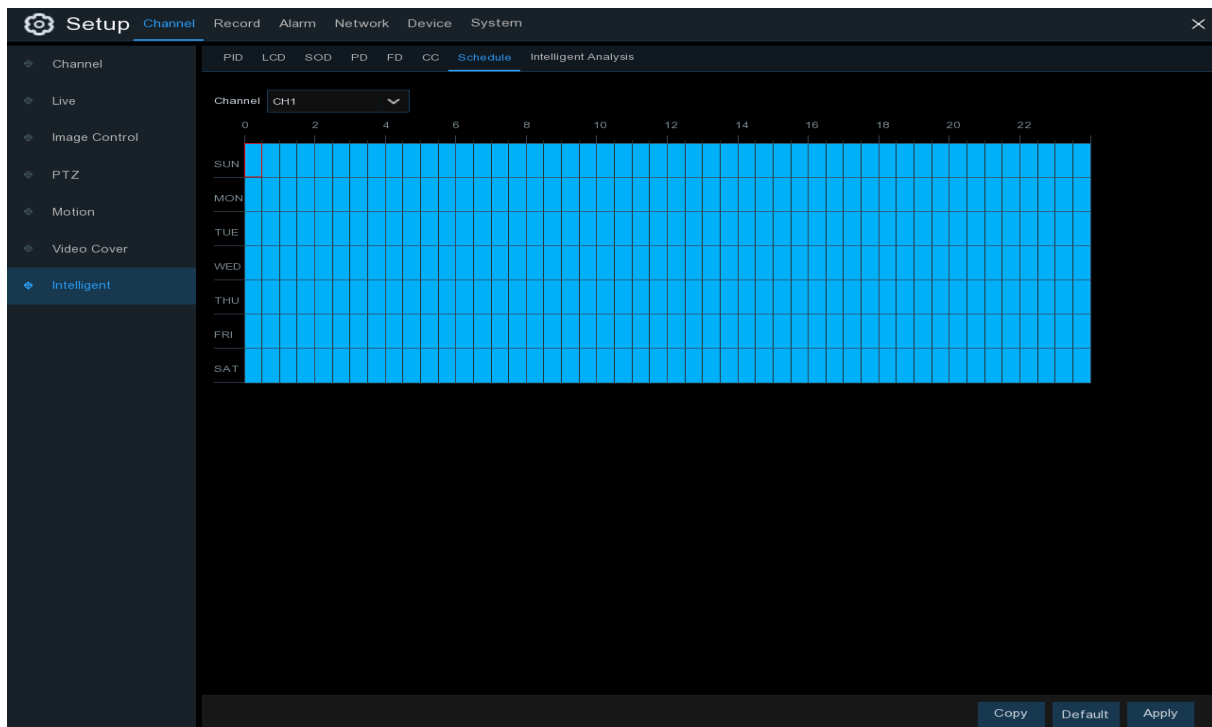 Setup Channel Record Alarm Network Device System
Channel PID LCD SOD PD FD CC Schedule Intelligent Analysis
Live Channel CH1
0 2 4 6 8 10 12 14 16 18 20 22
Image Control
SUN
PTZ
MON
Motion
TUE
Video Cover
WED
Intelligent
THU
FRI
SAT
Copy Default Apply